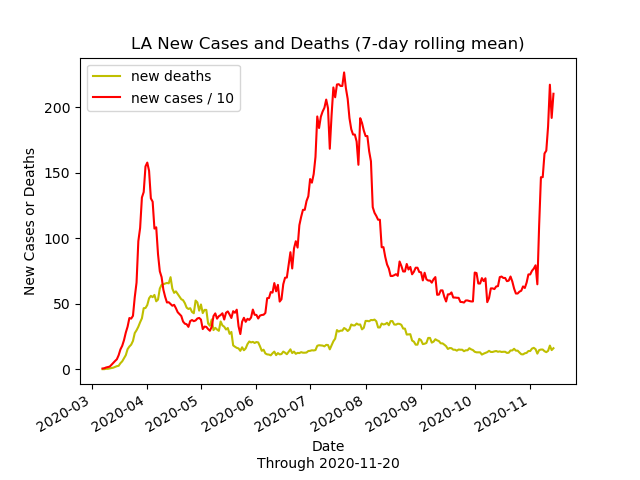 LA New Cases and Deaths (7-day rolling mean)
new deaths
new cases / 10
200
150
100
50
0
New Cases or Deaths
2020-03
2020-04
2020-05
2020-06
2020-07
2020-08
2020-09
2020-10
2020-11
Date
Through 2020-11-20